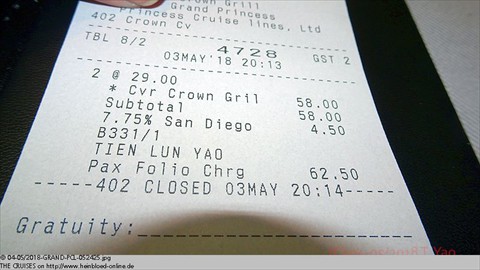 Crown Grill
Grand Princess
Princess Cruise lines, Ltd
402 Crown Cv
TBL 8/2 4728 GST 2
03MAY'18 20:13
2 @ 29.00
* Cvr Crown Gril 58.00
Subtotal 58.00
7.75% San Diego 4.50
B331/1
TIEN LUN YAO
Pax Folio Chrg 62.50
-----402 CLOSED 03MAY 20:14-----
Gratuity:
© 04-05/2018-GRAND-PCL-052425.jpg
THE CRUISES on http://www.heinbloed-online.de